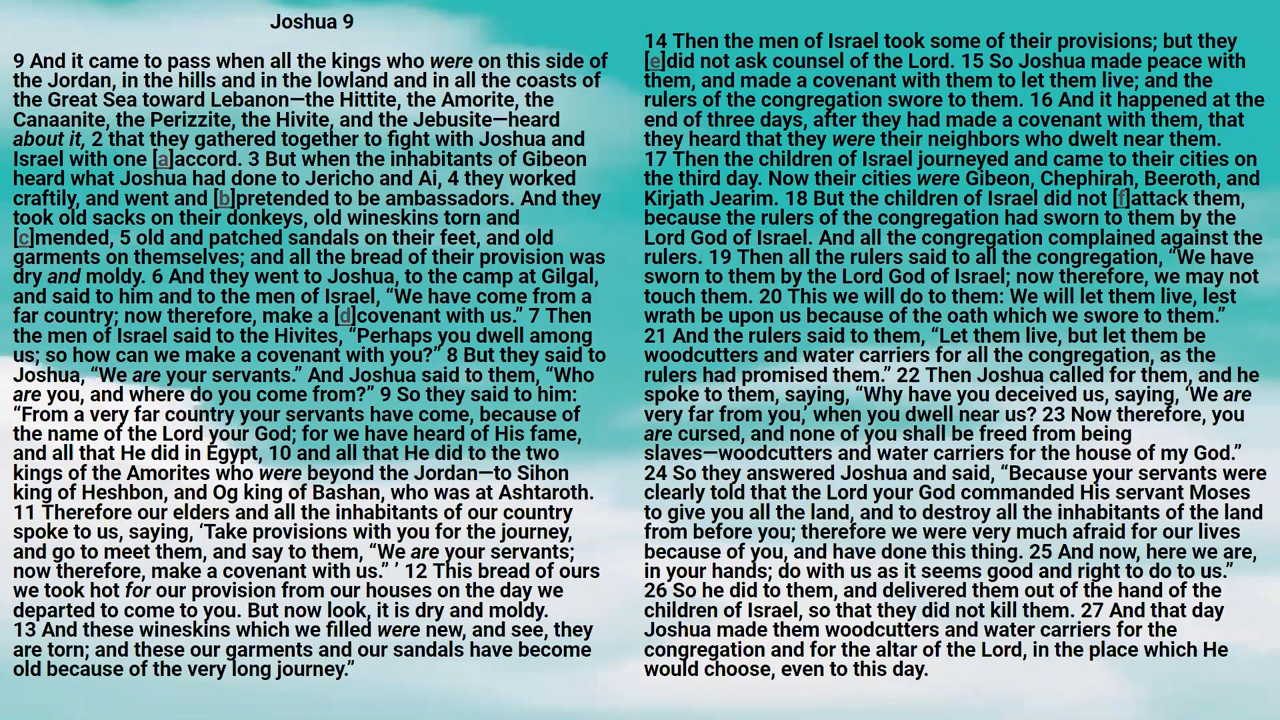 Joshua 9
9 And it came to pass when all the kings who were on this side of
the Jordan, in the hills and in the lowland and in all the coasts of
the Great Sea toward Lebanon—the Hittite, the Amorite, the
Canaanite, the Perizzite, the Hivite, and the Jebusite—heard
about it, 2 that they gathered together to fight with Joshua and
Israel with one [a]accord. 3 But when the inhabitants of Gibeon
heard what Joshua had done to Jericho and Ai, 4 they worked
craftily, and went and [b]pretended to be ambassadors. And they
took old sacks on their donkeys, old wineskins torn and
[c]mended, 5 old and patched sandals on their feet, and old
garments on themselves; and all the bread of their provision was
dry and moldy. 6 And they went to Joshua, to the camp at Gilgal,
and said to him and to the men of Israel, “We have come from a
far country; now therefore, make a [d]covenant with us.” 7 Then
the men of Israel said to the Hivites, “Perhaps you dwell among
us; so how can we make a covenant with you?” 8 But they said to
Joshua, “We are your servants.” And Joshua said to them, “Who
are you, and where do you come from?” 9 So they said to him:
“From a very far country your servants have come, because of
the name of the Lord your God; for we have heard of His fame,
and all that He did in Egypt, 10 and all that He did to the two
kings of the Amorites who were beyond the Jordan—to Sihon
king of Heshbon, and Og king of Bashan, who was at Ashtaroth.
11 Therefore our elders and all the inhabitants of our country
spoke to us, saying, ‘Take provisions with you for the journey,
and go to meet them, and say to them, “We are your servants;
now therefore, make a covenant with us.” ’ 12 This bread of ours
we took hot for our provision from our houses on the day we
departed to come to you. But now look, it is dry and moldy.
13 And these wineskins which we filled were new, and see, they
are torn; and these our garments and our sandals have become
old because of the very long journey.”
14 Then the men of Israel took some of their provisions; but they
[e]did not ask counsel of the Lord. 15 So Joshua made peace with
them, and made a covenant with them to let them live; and the
rulers of the congregation swore to them. 16 And it happened at the
end of three days, after they had made a covenant with them, that
they heard that they were their neighbors who dwelt near them.
17 Then the children of Israel journeyed and came to their cities on
the third day. Now their cities were Gibeon, Chephirah, Beeroth, and
Kirjath Jearim. 18 But the children of Israel did not [f]attack them,
because the rulers of the congregation had sworn to them by the
Lord God of Israel. And all the congregation complained against the
rulers. 19 Then all the rulers said to all the congregation, “We have
sworn to them by the Lord God of Israel; now therefore, we may not
touch them. 20 This we will do to them: We will let them live, lest
wrath be upon us because of the oath which we swore to them.”
21 And the rulers said to them, “Let them live, but let them be
woodcutters and water carriers for all the congregation, as the
rulers had promised them.” 22 Then Joshua called for them, and he
spoke to them, saying, “Why have you deceived us, saying, ‘We are
very far from you,’ when you dwell near us? 23 Now therefore, you
are cursed, and none of you shall be freed from being
slaves—woodcutters and water carriers for the house of my God.”
24 So they answered Joshua and said, “Because your servants were
clearly told that the Lord your God commanded His servant Moses
to give you all the land, and to destroy all the inhabitants of the land
from before you; therefore we were very much afraid for our lives
because of you, and have done this thing. 25 And now, here we are,
in your hands; do with us as it seems good and right to do to us.”
26 So he did to them, and delivered them out of the hand of the
children of Israel, so that they did not kill them. 27 And that day
Joshua made them woodcutters and water carriers for the
congregation and for the altar of the Lord, in the place which He
would choose, even to this day.